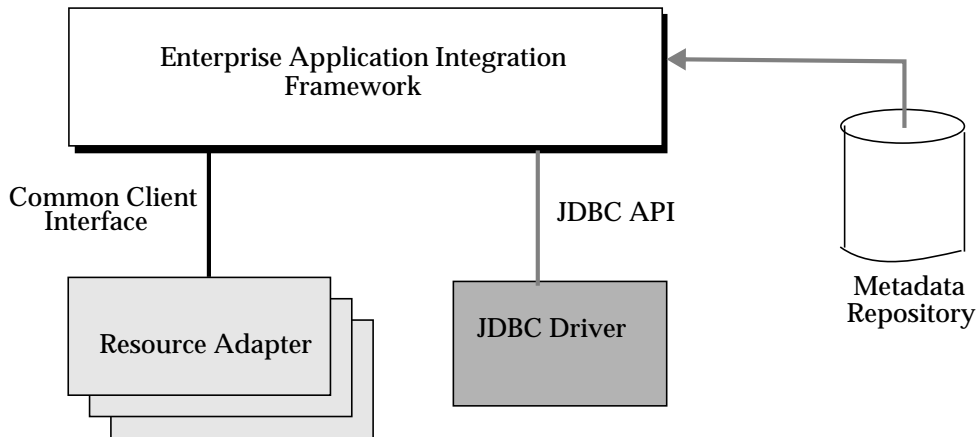 Enterprise Application Integration
Framework
Common Client
Interface
JDBC API
Metadata
Repository
Resource Adapter
JDBC Driver